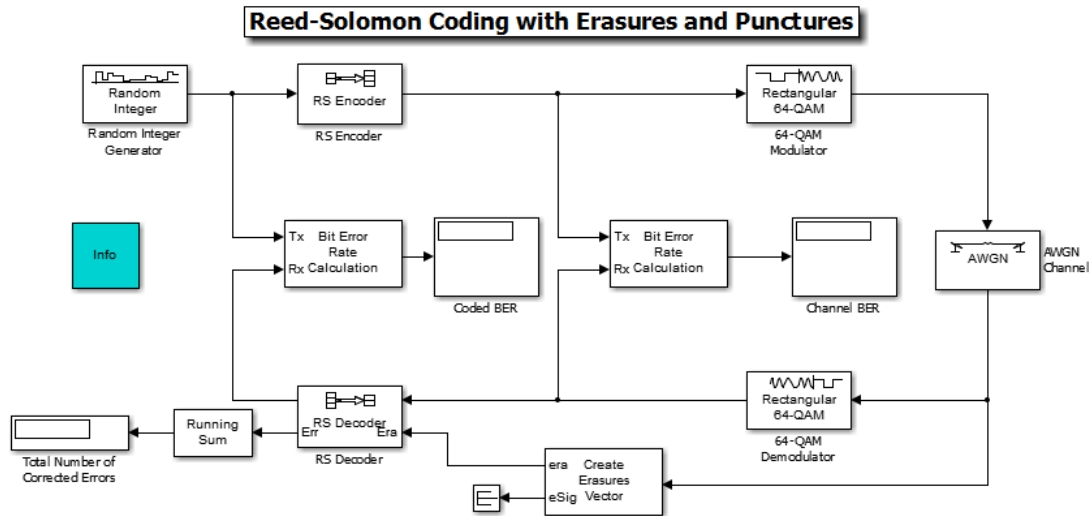 Reed-Solomon Coding with Erasures and Punctures
Random
Integer
Random Integer
Generator
RS Encoder
RS Encoder
Rectangular
64-QAM
64-QAM
Modulator
Info
Tx
Rx
Bit Error
Rate
Calculation
Coded BER
Tx
Rx
Bit Error
Rate
Calculation
Channel BER
AWGN
AWGN
Channel
Total Number of
Corrected Errors
Running
Sum
RS Decoder
Err
Era
RS Decoder
Rectangular
64-QAM
64-QAM
Demodulator
era
eSig
Create
Erasures
Vector